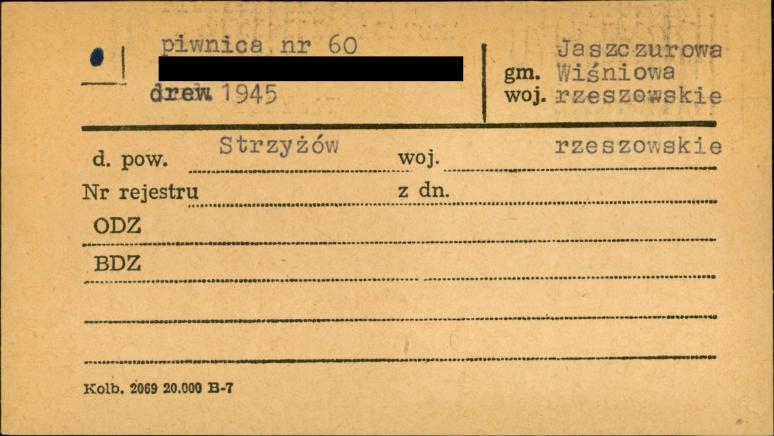 piwnica nr 60
drew. 1945
Jaszczurowa
gm. Wiśniowa
woj. rzeszowskie
d. pow. Strzyżów woj. rzeszowskie
Nr rejestru z dn.
ODZ
BDZ
Kolb. 2069 20.000 B-7